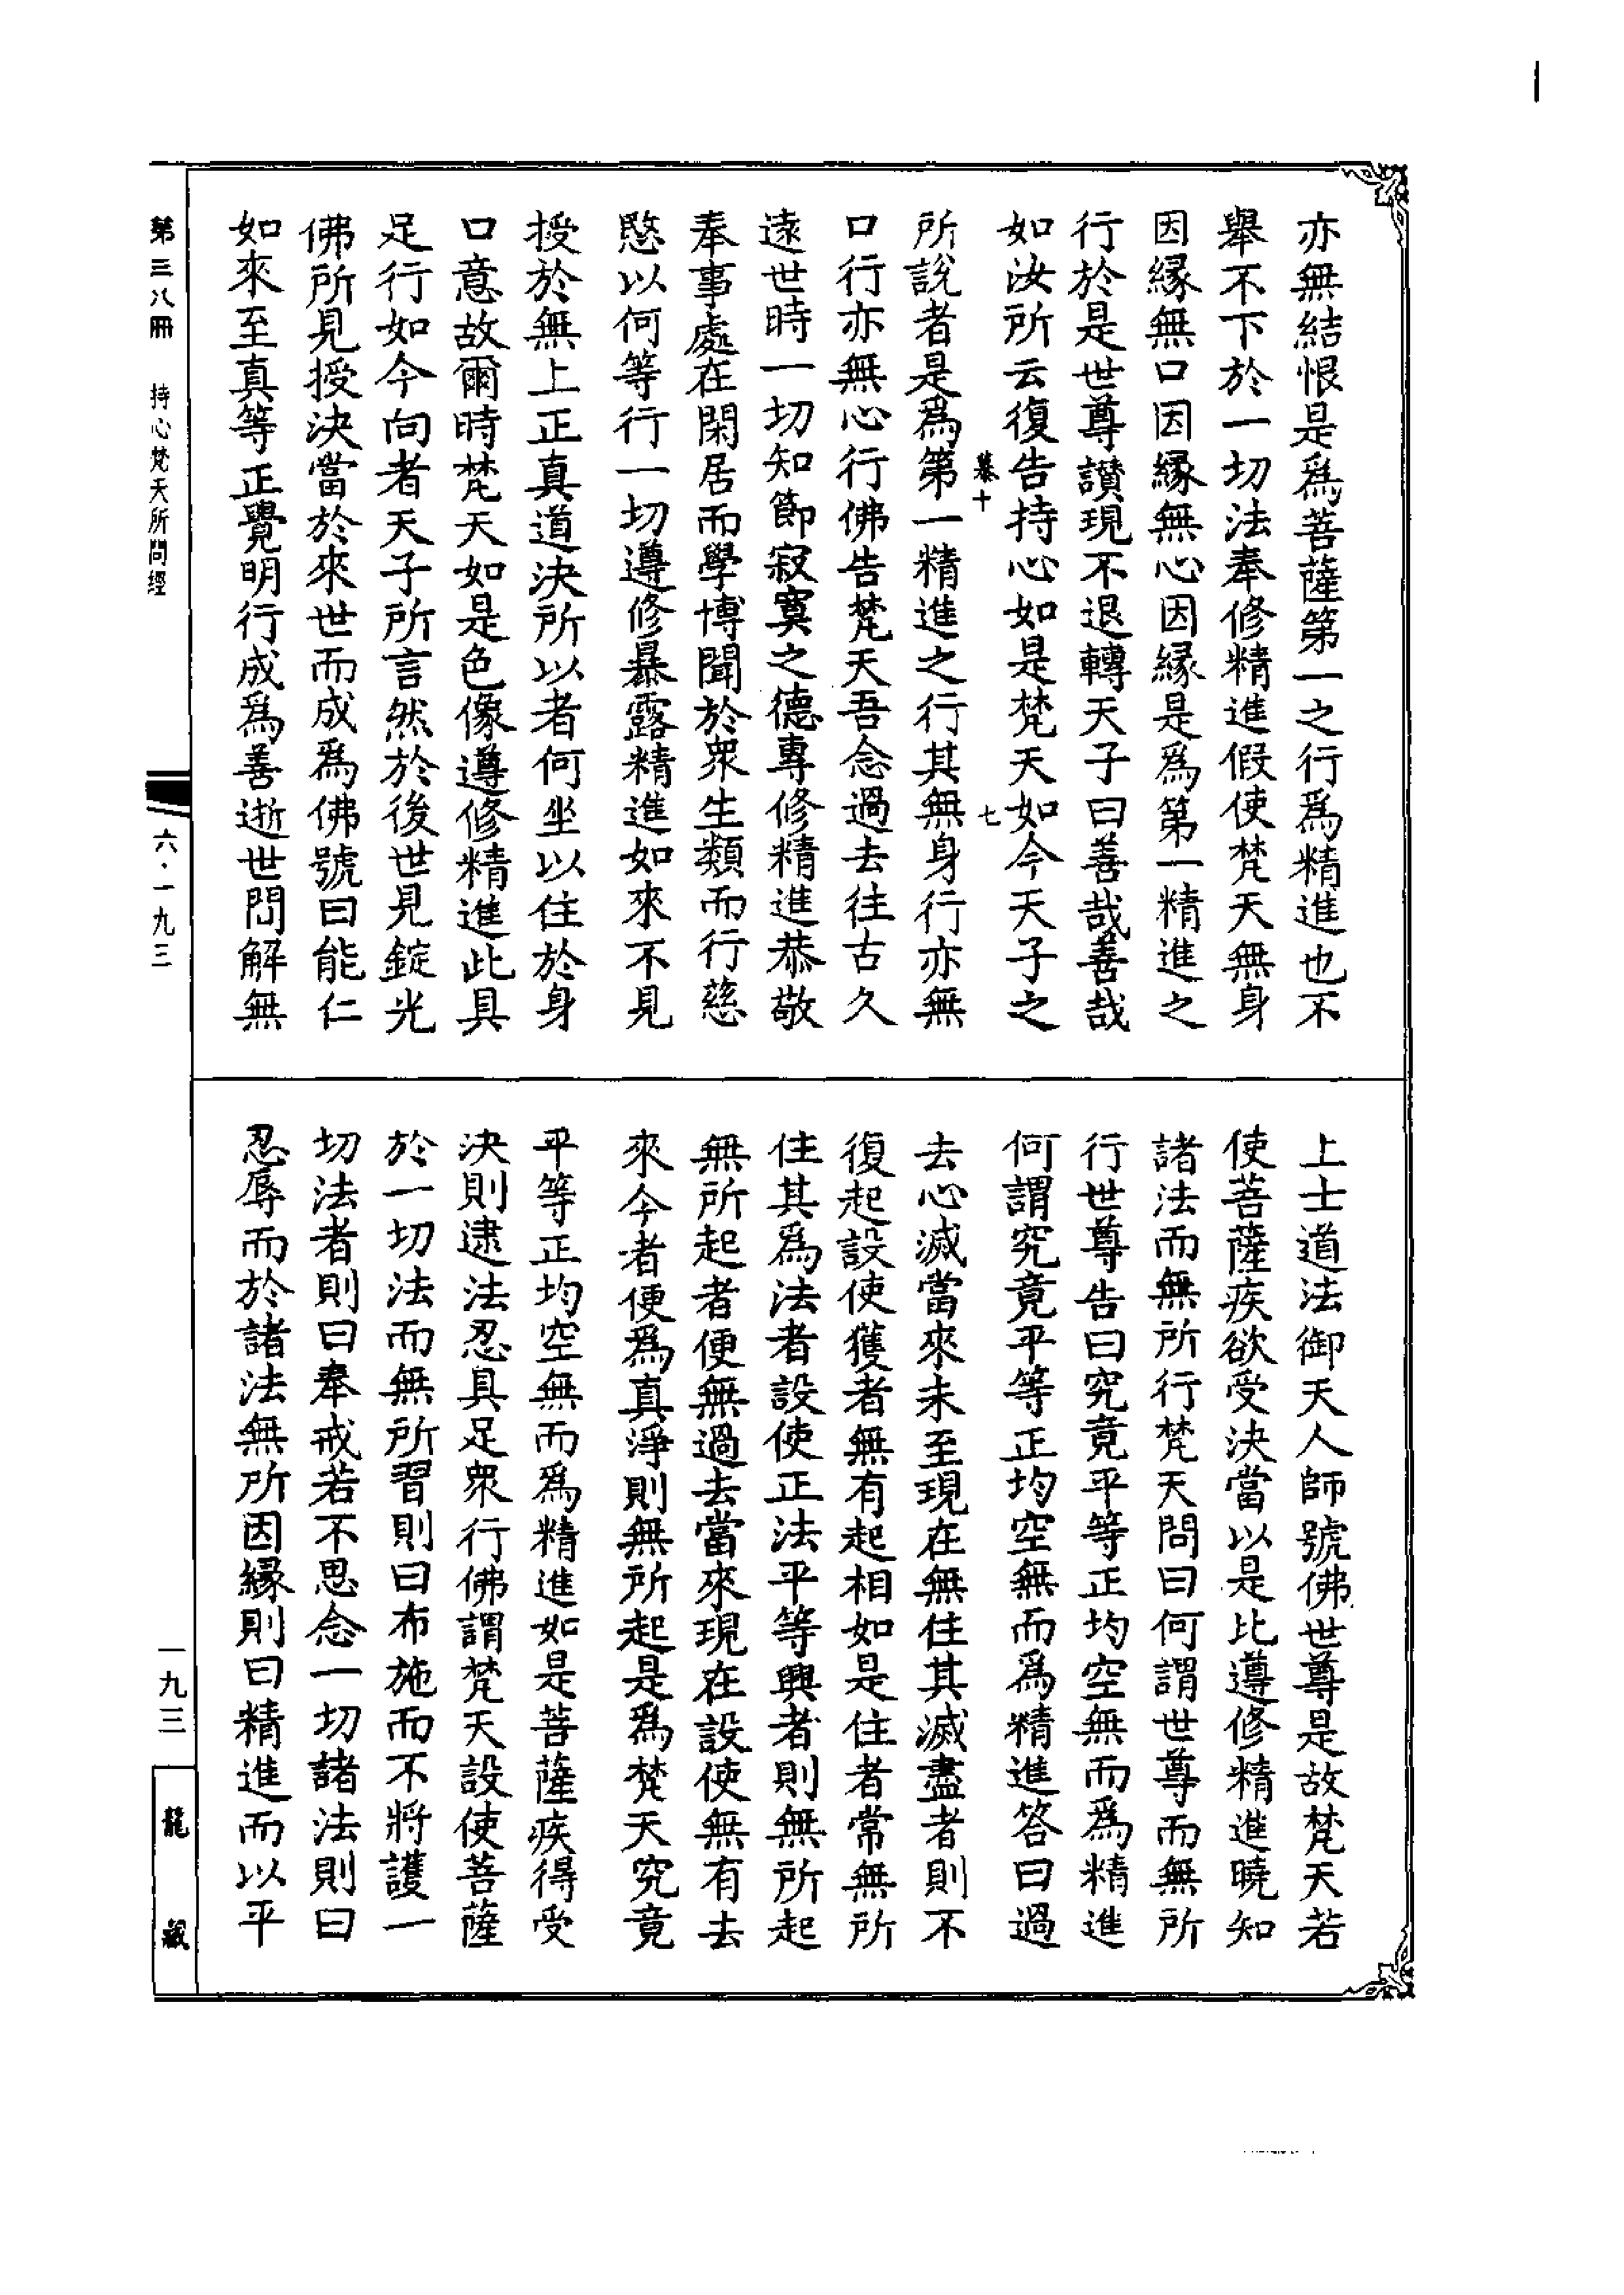 亦無結恨是爲菩薩第一之行爲精進也不
舉不下於一切法奉修精進假使梵天無身
因緣無口因緣無心因緣是爲第一精進之
行於是世尊讚現不退轉天子曰善哉善哉
如汝所云復告持心如是梵天如今天子之
綦十 七
所說者是爲第一精進之行其無身行亦無
口行亦無心行佛告梵天吾念過去往古久
遠世時一切知節寂寞之德專修精進恭敬
奉事處在閑居而學博聞於衆生類而行慈
愍以何等行一切遵修暴露精進如來不見
授於無上正真道決所以者何坐以住於身
口意故爾時梵天如是色像遵修精進此具
足行如今向者天子所言然於後世見錠光
佛所見授決當於來世而成爲佛號曰能仁
如來至真等正覺明行成爲善逝世間解無
上士道法御天人師號佛世尊是故梵天若
使菩薩疾欲受決當以是比遵修精進曉知
諸法而無所行梵天問曰何謂世尊而無所
行世尊告曰究竟平等正均空無而爲精進
何謂究竟平等正均空無而爲精進答曰過
去心滅當來未至現在無住其滅盡者則不
復起設使獲者無有起相如是住者常無所
住其爲法者設使正法平等興者則無所起
無所起者便無過去當來現在設使無有去
來今者便爲真淨則無所起是爲梵天究竟
平等正均空無而爲精進如是菩薩疾得受
決則逮法忍具足衆行佛謂梵天設使菩薩
於一切法而無所習則曰布施而不將護一
切法者則曰奉戒若不思念一切諸法則曰
忍辱而於諸法無所因緣則曰精進而以平
第三八冊 持心梵天所問經
六·一九三
一九三
龍藏